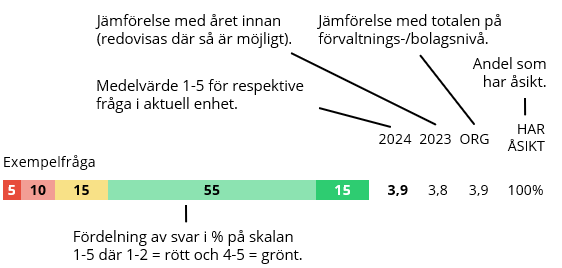 Jämförelse med året innan
(redovisas där så är möjligt).
Jämförelse med totalen på
förvaltnings-/bolagsnivå.
Andel som
har åsikt.
Medelvärde 1-5 för respektive
fråga i aktuell enhet.
2024 2023 ORG HAR
ÅSIKT
Exempelfråga
5 10 15 55 15 3,9 3,8 3,9 100%
Fördelning av svar i % på skalan
1-5 där 1-2 = rött och 4-5 = grönt.